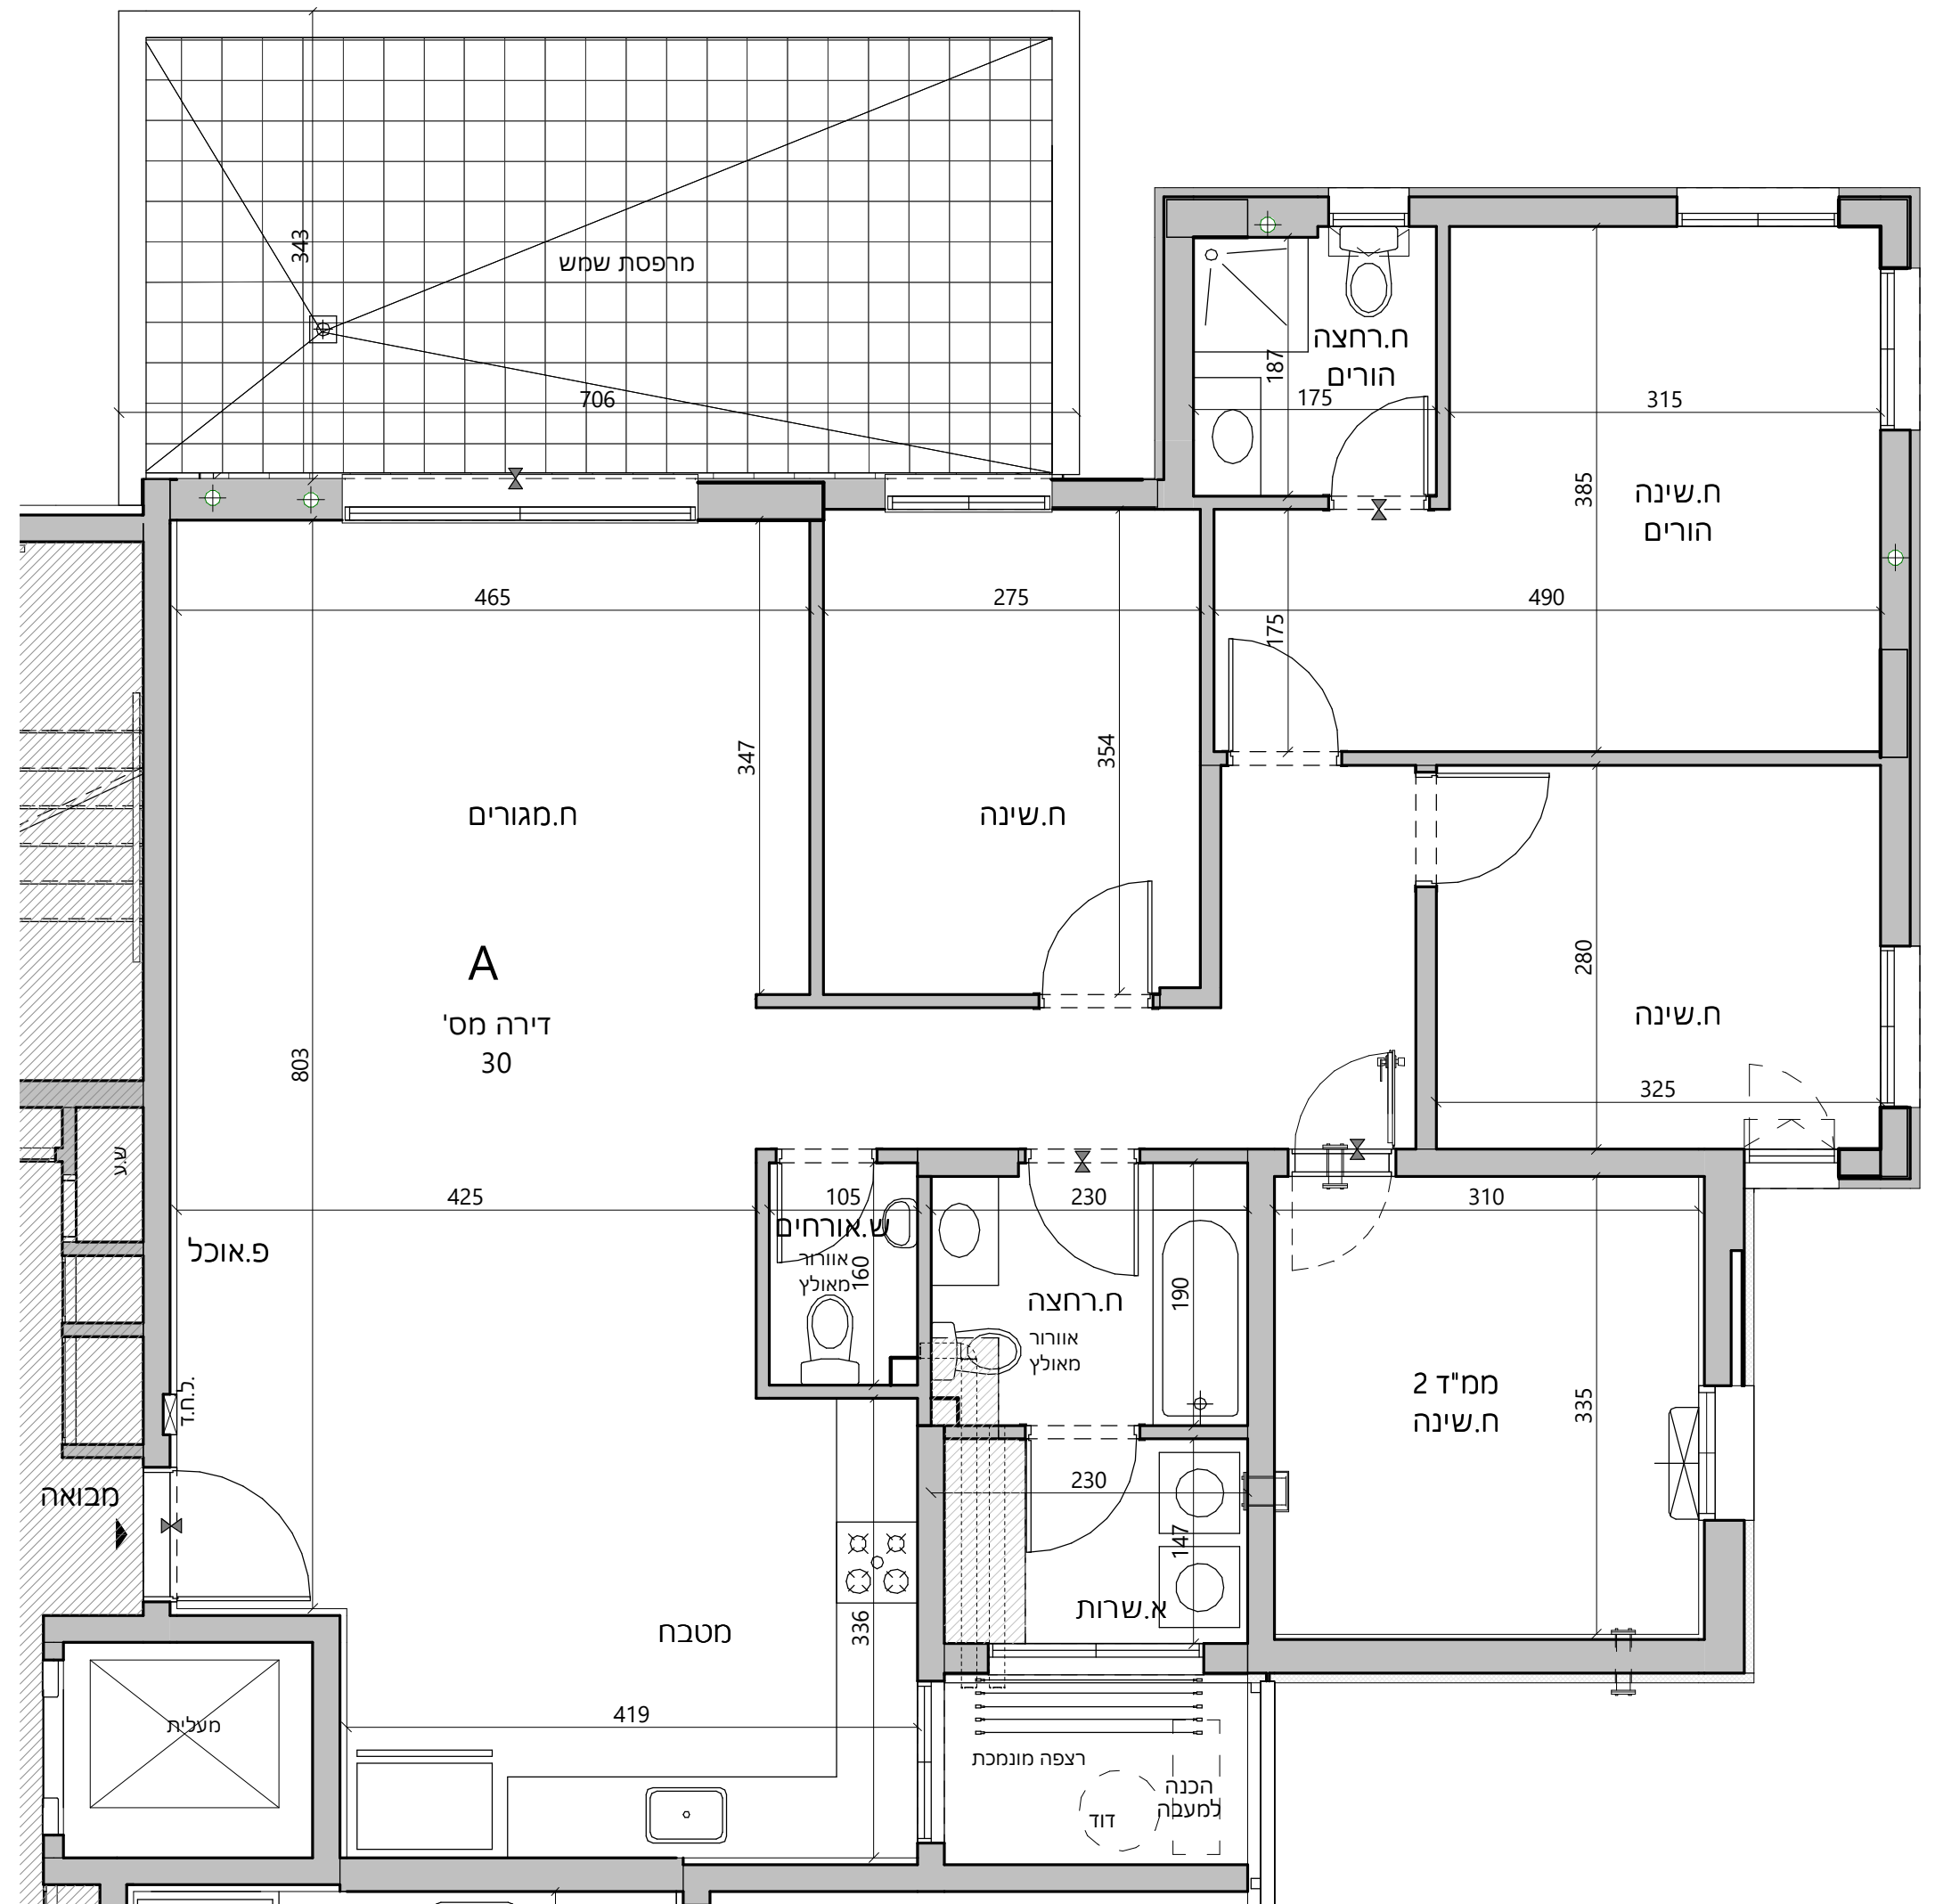 343
מרפסת שמש
706
ח.רחצה
הורים
187
175
315
385
ח.שינה
הורים
465
275
490
175
347
354
ח.מגורים
ח.שינה
A
דירה מס'
30
803
280
ח.שינה
325
ש.ע
425
105
230
310
ש.אורחים
אוורור
מאולץ
160
פ.אוכל
190
ח.רחצה
אוורור
מאולץ
ממ"ד 2
ח.שינה
335
ל.ח.ד.
מבואה
230
147
א.שרות
מטבח
336
419
מעלית
רצפה מונמכת
הכנה
למעבה
דוד